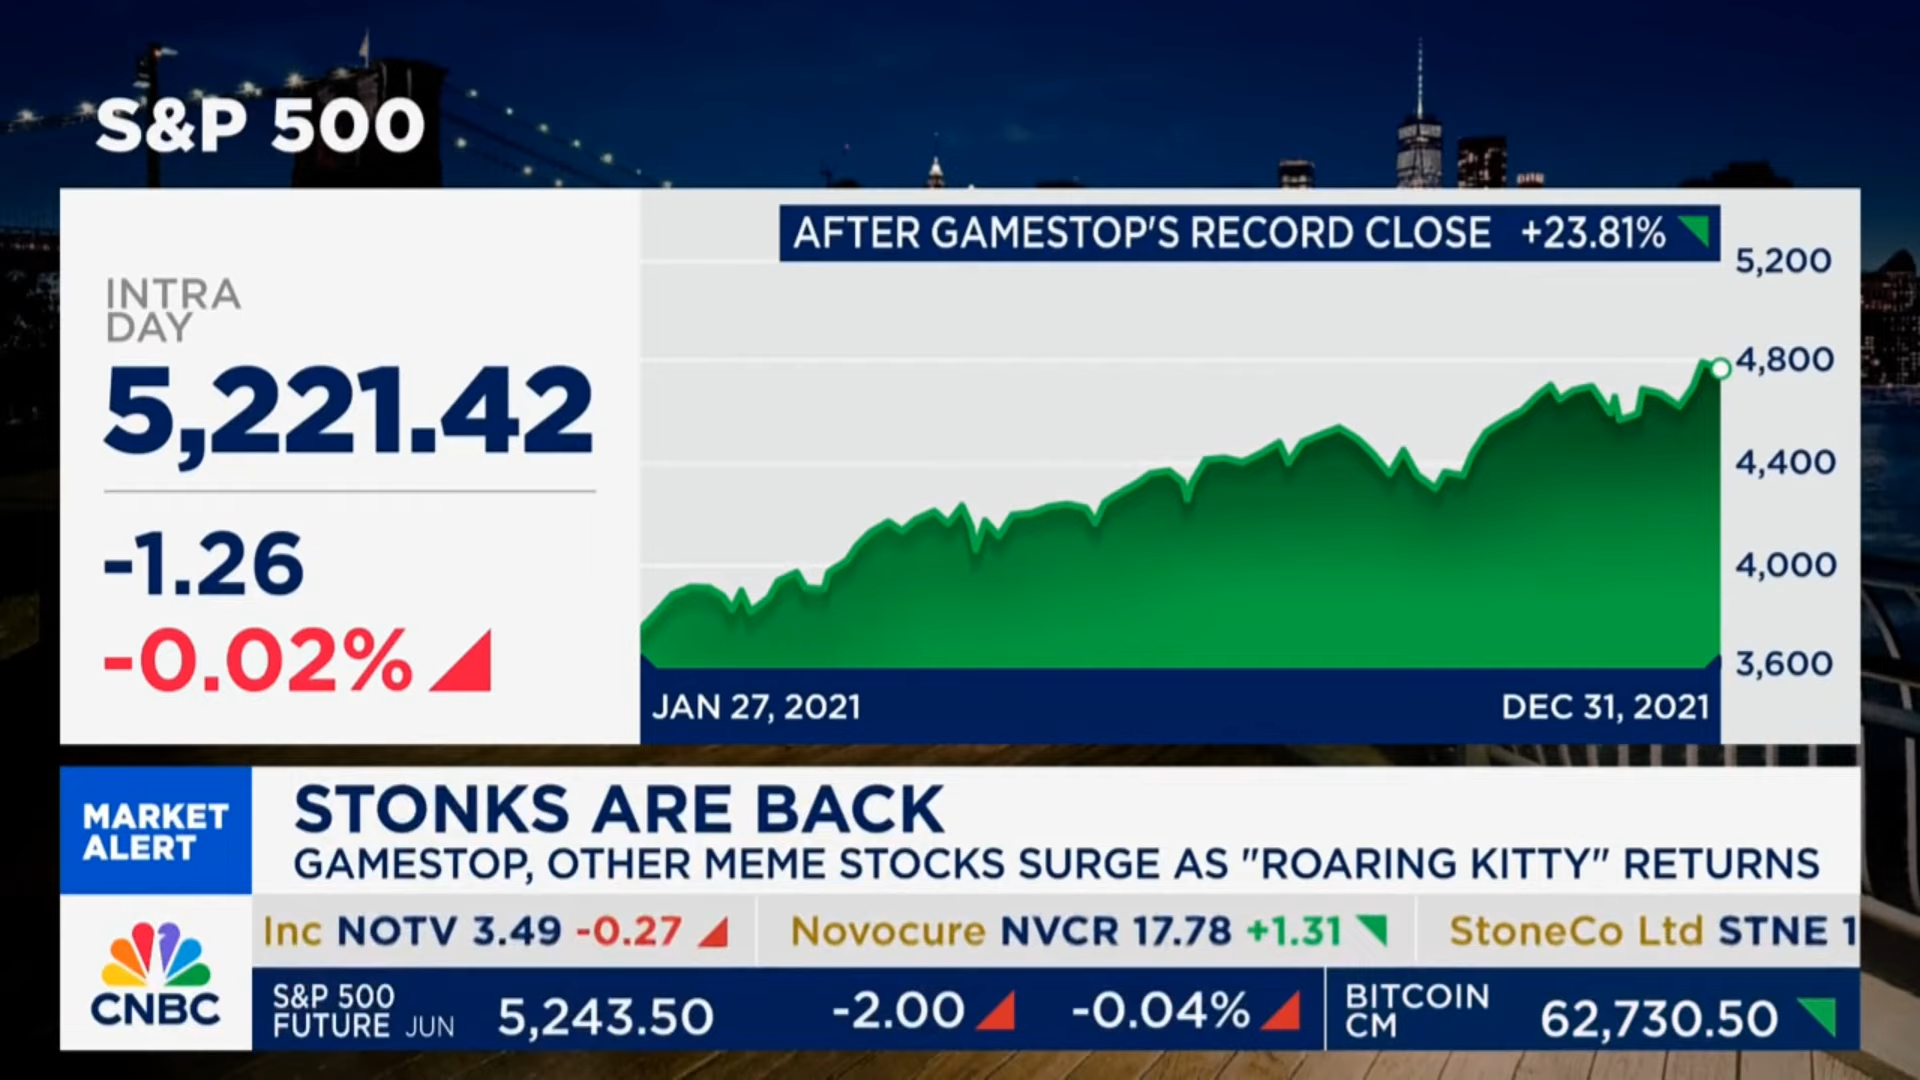 S&P 500
AFTER GAMESTOP'S RECORD CLOSE +23.81%
INTRA
DAY
5,221.42
-1.26
-0.02%
5,200
4,800
4,400
4,000
3,600
JAN 27, 2021
DEC 31, 2021
MARKET
ALERT
STONKS ARE BACK
GAMESTOP, OTHER MEME STOCKS SURGE AS "ROARING KITTY" RETURNS
Inc NOTV 3.49 -0.27
Novocure NVCR 17.78 +1.31
StoneCo Ltd STNE 1
CNBC
S&P 500
FUTURE JUN
5,243.50
-2.00
-0.04%
BITCOIN
CM
62,730.50